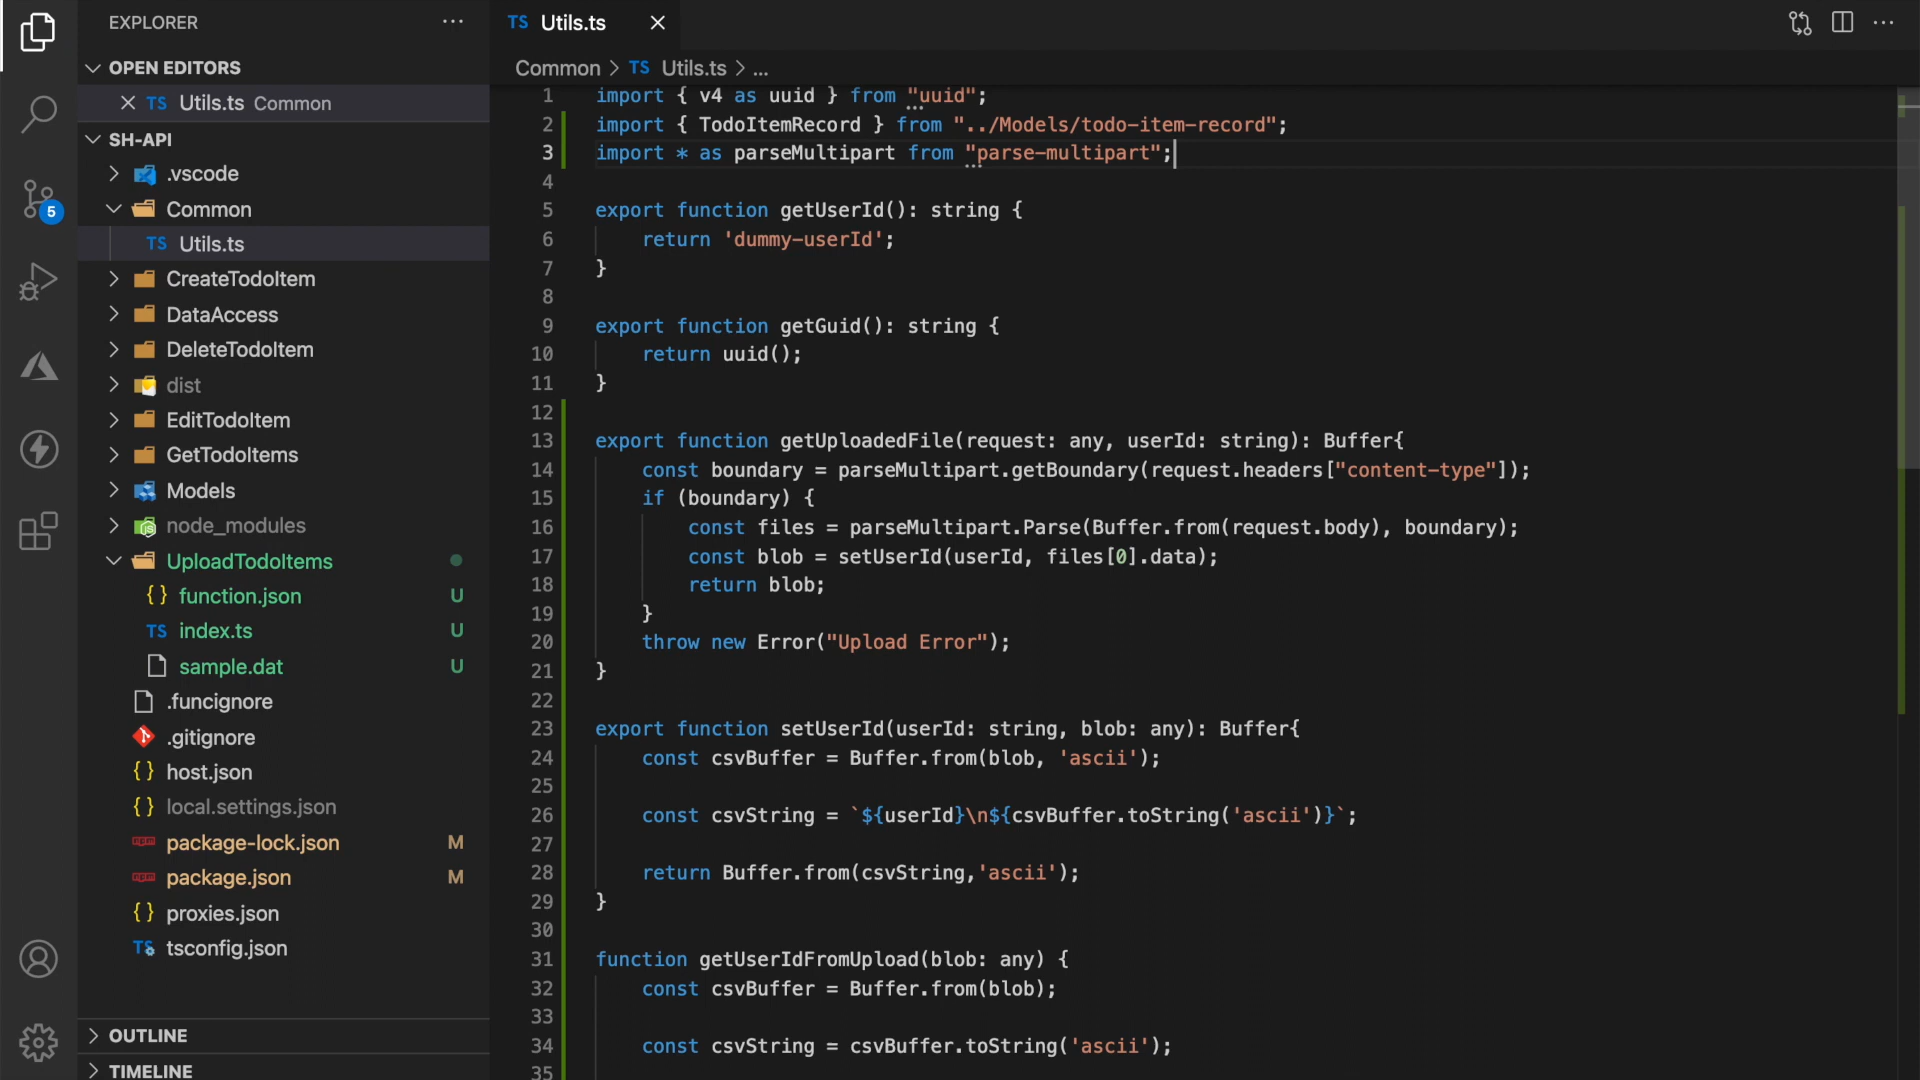 EXPLORER
OPEN EDITORS
TS Utils.ts Common
SH-API
.vscode
Common
TS Utils.ts
CreateTodoItem
DataAccess
DeleteTodoItem
dist
EditTodoItem
GetTodoItems
Models
node_modules
UploadTodoItems
{} function.json U
TS index.ts U
sample.dat U
.funcignore
.gitignore
{} host.json
{} local.settings.json
package-lock.json M
package.json M
{} proxies.json
TS tsconfig.json
OUTLINE
TIMELINE
5
TS Utils.ts
Common > TS Utils.ts > ...
1 import { v4 as uuid } from "uuid";
2 import { TodoItemRecord } from "../Models/todo-item-record";
3 import * as parseMultipart from "parse-multipart";
4
5 export function getUserId(): string {
6 return 'dummy-userId';
7 }
8
9 export function getGuid(): string {
10 return uuid();
11 }
12
13 export function getUploadedFile(request: any, userId: string): Buffer{
14 const boundary = parseMultipart.getBoundary(request.headers["content-type"]);
15 if (boundary) {
16 const files = parseMultipart.Parse(Buffer.from(request.body), boundary);
17 const blob = setUserId(userId, files[0].data);
18 return blob;
19 }
20 throw new Error("Upload Error");
21 }
22
23 export function setUserId(userId: string, blob: any): Buffer{
24 const csvBuffer = Buffer.from(blob, 'ascii');
25
26 const csvString = `${userId}\n${csvBuffer.toString('ascii')}`;
27
28 return Buffer.from(csvString,'ascii');
29 }
30
31 function getUserIdFromUpload(blob: any) {
32 const csvBuffer = Buffer.from(blob);
33
34 const csvString = csvBuffer.toString('ascii');
35